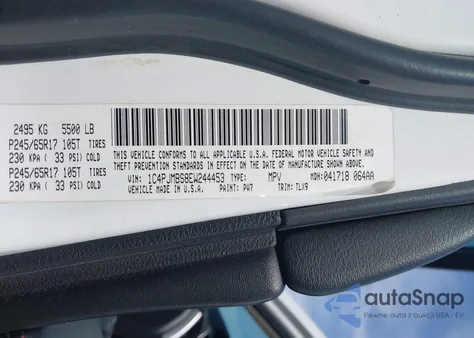 2495 KG 5500 LB
P245/65R17 105T TIRES
230 KPA ( 33 PSI) COLD
P245/65R17 105T TIRES
230 KPA ( 33 PSI) COLD
THIS VEHICLE CONFORMS TO ALL APPLICABLE U.S.A. FEDERAL MOTOR VEHICLE SAFETY AND
THEFT PREVENTION STANDARDS IN EFFECT ON THE DATE OF MANUFACTURE SHOWN ABOVE.
VEHICLE MADE IN U.S.A.
VIN: 1C4PJMBS8EW244453 MPV MDH: 041718 064AA
PAINT: PW7 TRIM: TLX9
autoSnap
Pewne auta z aukcji USA i EU